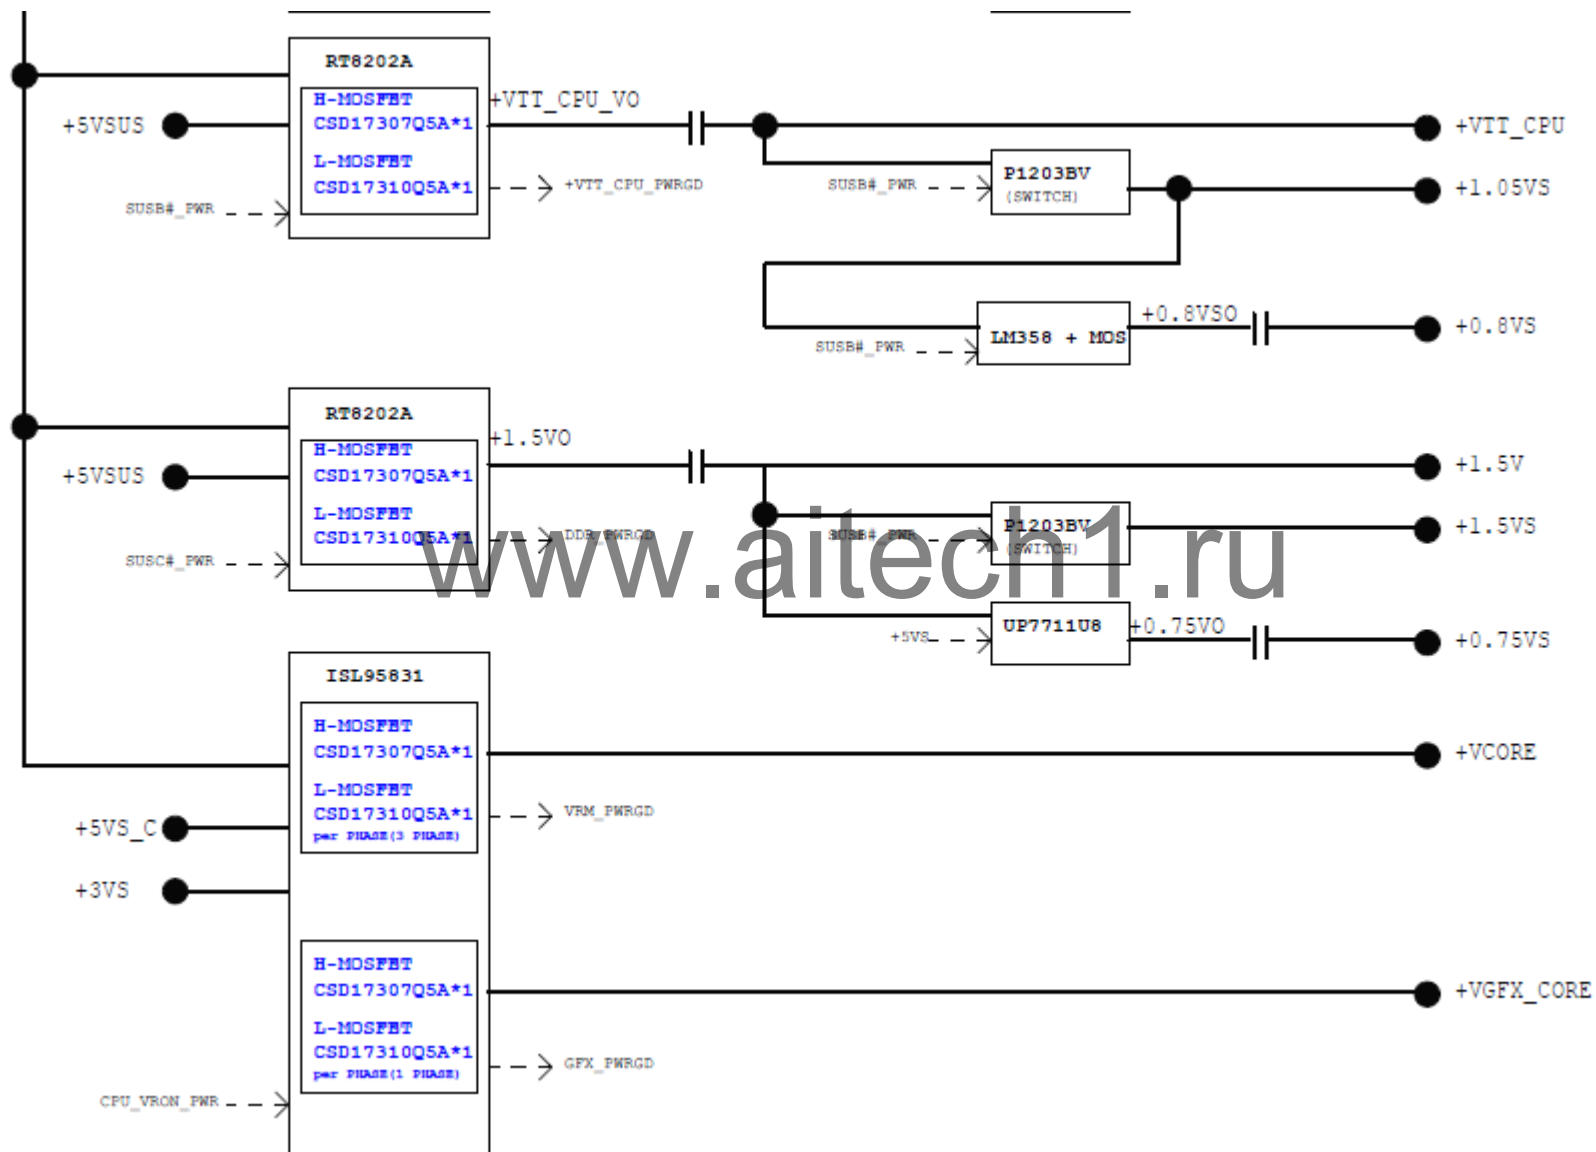 RT8202A
H-MOSFET
+VTT_CPU_VO
+5VSUS
CSD17307Q5A*1
+VTT_CPU
L-MOSFET
P1203BV
CSD17310Q5A*1
+VTT_CPU_PWRGD
SUSB#_PWR
(SWITCH)
+1.05VS
SUSB#_PWR
+0.8VSO
+0.8VS
LM358 + MOS
SUSB#_PWR
RT8202A
H-MOSFET
+1.5VO
+5VSUS
CSD17307Q5A*1
+1.5V
L-MOSFET
P1203BV
+1.5VS
CSD17310Q5A*1
DDR_PWRGD
SUSB#_PWR
(SWITCH)
SUSC#_PWR
www.aitech1.ru
UP7711U8
+0.75VO
+5VS
+0.75VS
ISL95831
H-MOSFET
CSD17307Q5A*1
+VCORE
L-MOSFET
CSD17310Q5A*1
VRM_PWRGD
+5VS_C
per PHASE(3 PHASE)
+3VS
H-MOSFET
CSD17307Q5A*1
+VGFX_CORE
L-MOSFET
CSD17310Q5A*1
GFX_PWRGD
per PHASE(1 PHASE)
CPU_VRON_PWR